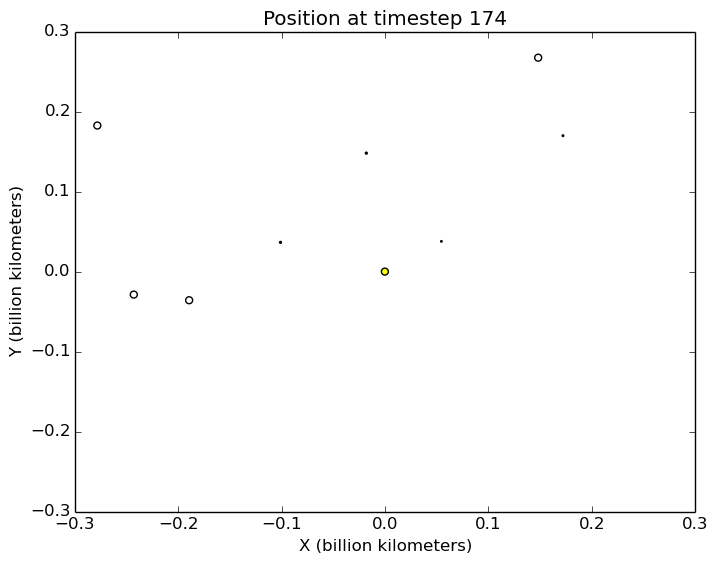 Position at timestep 174
0.3
0.2
0.1
0.0
−0.1
−0.2
−0.3
Y (billion kilometers)
−0.3 −0.2 −0.1 0.0 0.1 0.2 0.3
X (billion kilometers)